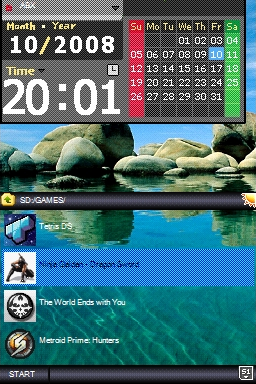 Month • Year
10/2008
Time
20:01
Su Mo Tu We Th Fr Sa
01 02 03 04
05 06 07 08 09 10 11
12 13 14 15 16 17 18
19 20 21 22 23 24 25
26 27 28 29 30 31
SD:/GAMES/
Tetris DS
Ninja Gaiden - Dragon Sword
The World Ends with You
Metroid Prime: Hunters
START